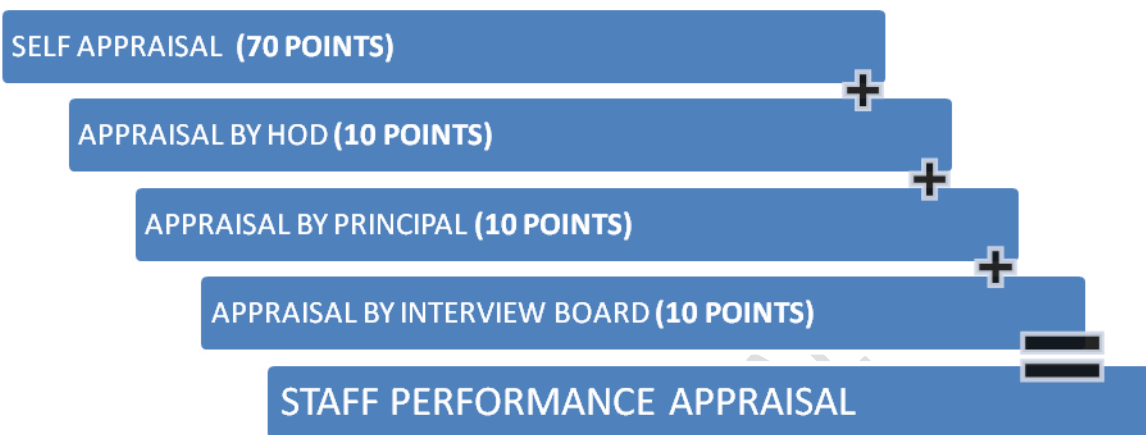 SELF APPRAISAL (70 POINTS)
APPRAISAL BY HOD (10 POINTS)
APPRAISAL BY PRINCIPAL (10 POINTS)
APPRAISAL BY INTERVIEW BOARD (10 POINTS)
STAFF PERFORMANCE APPRAISAL